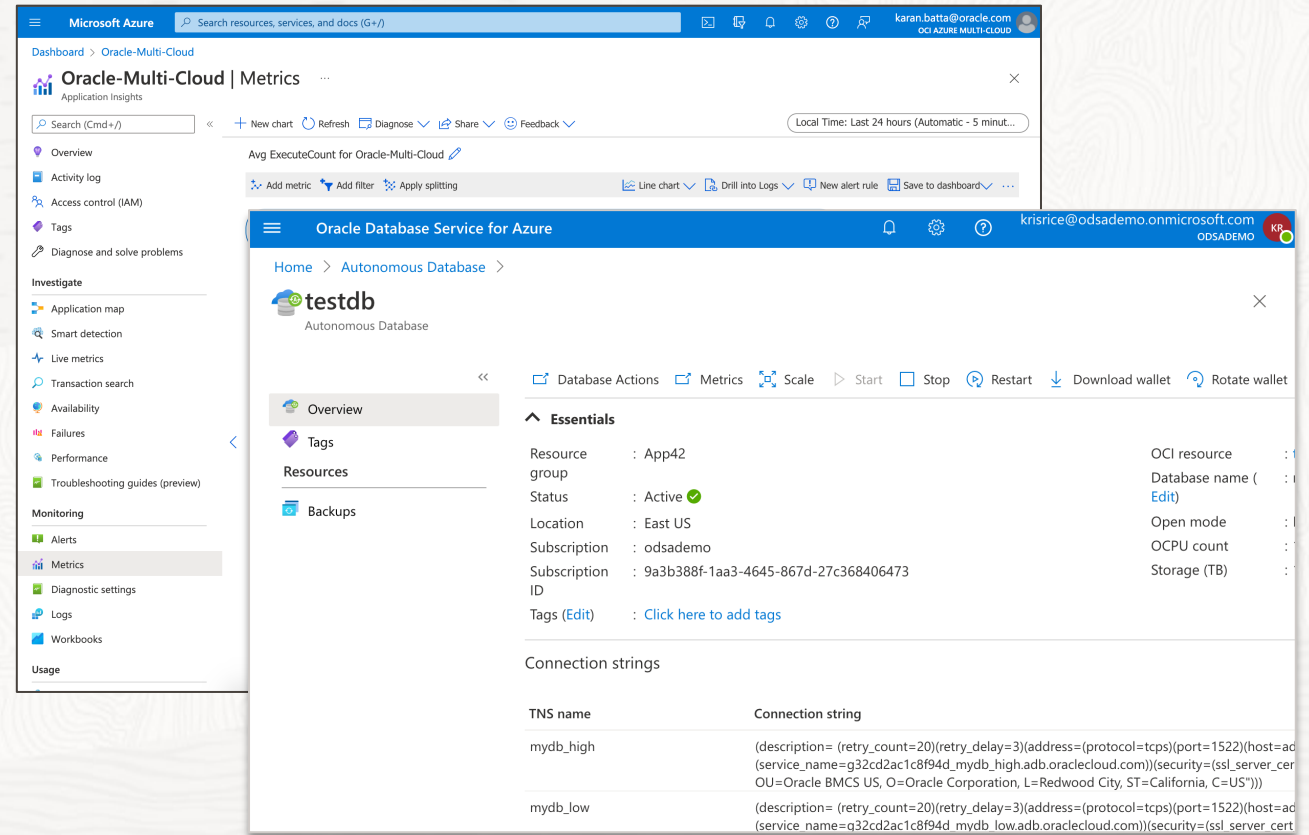 Microsoft Azure
Search resources, services, and docs (G+/)
karan.batta@oracle.com
OCI AZURE MULTI-CLOUD
Dashboard > Oracle-Multi-Cloud
Oracle-Multi-Cloud | Metrics ...
Application Insights
Search (Cmd+/)
«
New chart Refresh Diagnose Share Feedback
Local Time: Last 24 hours (Automatic - 5 minut...
Avg ExecuteCount for Oracle-Multi-Cloud
Add metric Add filter Apply splitting
Line chart Drill into Logs New alert rule Save to dashboard ...
Overview
Activity log
Access control (IAM)
Tags
Diagnose and solve problems
Investigate
Application map
Smart detection
Live metrics
Transaction search
Availability
Failures
Performance
Troubleshooting guides (preview)
Monitoring
Alerts
Metrics
Diagnostic settings
Logs
Workbooks
Usage
Oracle Database Service for Azure
krisrice@odsademo.onmicrosoft.com
ODSADEMO
KR
Home > Autonomous Database >
testdb
Autonomous Database
«
Overview
Tags
Resources
Backups
Database Actions Metrics Scale Start Stop Restart Download wallet Rotate wallet
Essentials
Resource group : App42
Status : Active
Location : East US
Subscription : odsademo
Subscription ID : 9a3b388f-1aa3-4645-867d-27c368406473
Tags (Edit) : Click here to add tags
OCI resource :
Database name (Edit) :
Open mode :
OCPU count :
Storage (TB) :
Connection strings
TNS name Connection string
mydb_high (description= (retry_count=20)(retry_delay=3)(address=(protocol=tcps)(port=1522)(host=ad
(service_name=g32cd2ac1c8f94d_mydb_high.adb.oraclecloud.com))(security=(ssl_server_cer
OU=Oracle BMCS US, O=Oracle Corporation, L=Redwood City, ST=California, C=US")))
mydb_low (description= (retry_count=20)(retry_delay=3)(address=(protocol=tcps)(port=1522)(host=ad
(service_name=g32cd2ac1c8f94d_mydb_low.adb.oraclecloud.com))(security=(ssl_server_cert